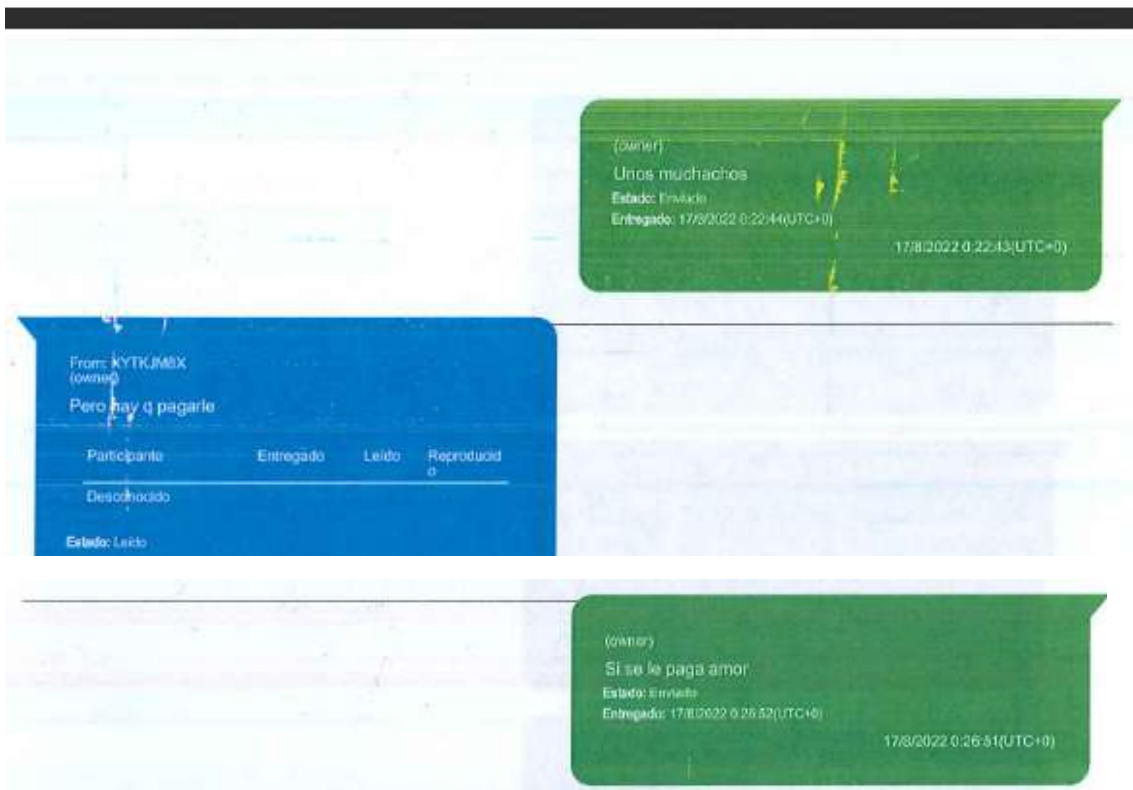 (owner)
Unos muchachos
Estado: Enviado
Entregado: 17/8/2022 0:22:44(UTC+0)
17/8/2022 0:22:43(UTC+0)
From: KYTKJM8X
(owner)
Pero hay q pagarle
Participante Entregado Leído Reproducid
o
Desconocido
Estado: Leído
(owner)
Si se le paga amor
Estado: Enviado
Entregado: 17/8/2022 0:26:52(UTC+0)
17/8/2022 0:26:51(UTC+0)